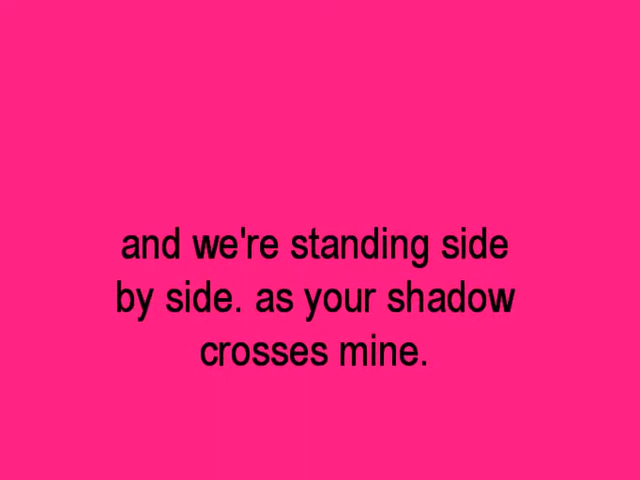 and we're standing side
by side. as your shadow
crosses mine.